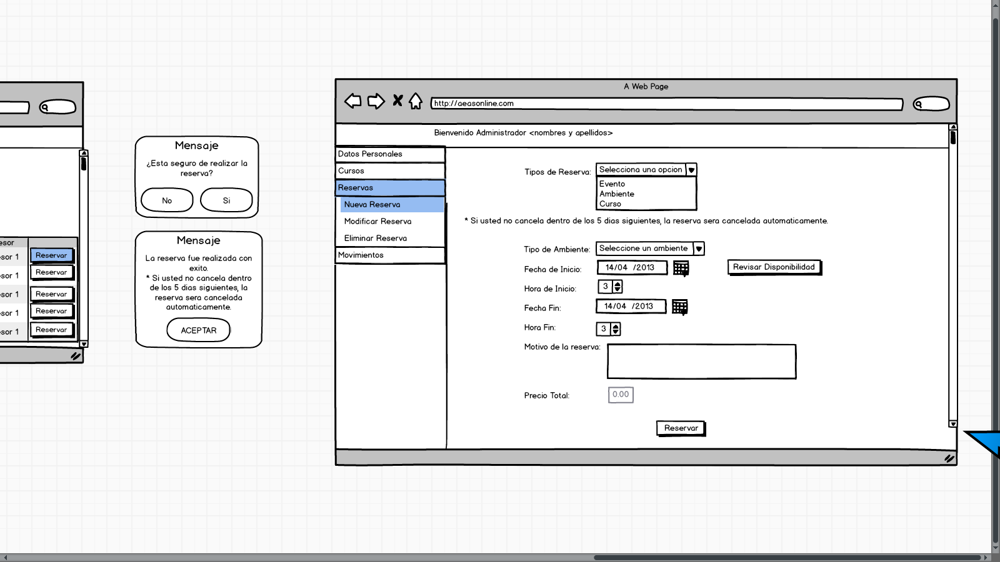 esor
esor 1
Reservar
Reservar
esor 1
esor 1
Reservar
esor 1
Reservar
esor 1
Reservar
Mensaje
¿Esta seguro de realizar la
reserva?
No
Si
Mensaje
La reserva fue realizada con
exito.
* Si usted no cancela dentro
de los 5 dias siguientes, la
reserva sera cancelada
automaticamente.
ACEPTAR
A Web Page
http://aeasonline.com
Bienvenido Administrador <nombres y apellidos>
Datos Personales
Cursos
Reservas
Nueva Reserva
Modificar Reserva
Eliminar Reserva
Movimientos
Tipos de Reserva: Selecciona una opcion
Evento
Ambiente
Curso
* Si usted no cancela dentro de los 5 dias siguientes, la reserva sera cancelada automaticamente.
Tipo de Ambiente: Seleccione un ambiente
Fecha de Inicio: 14/04 /2013 Revisar Disponibilidad
Hora de Inicio: 3
Fecha Fin: 14/04 /2013
Hora Fin: 3
Motivo de la reserva:
Precio Total: 0.00
Reservar